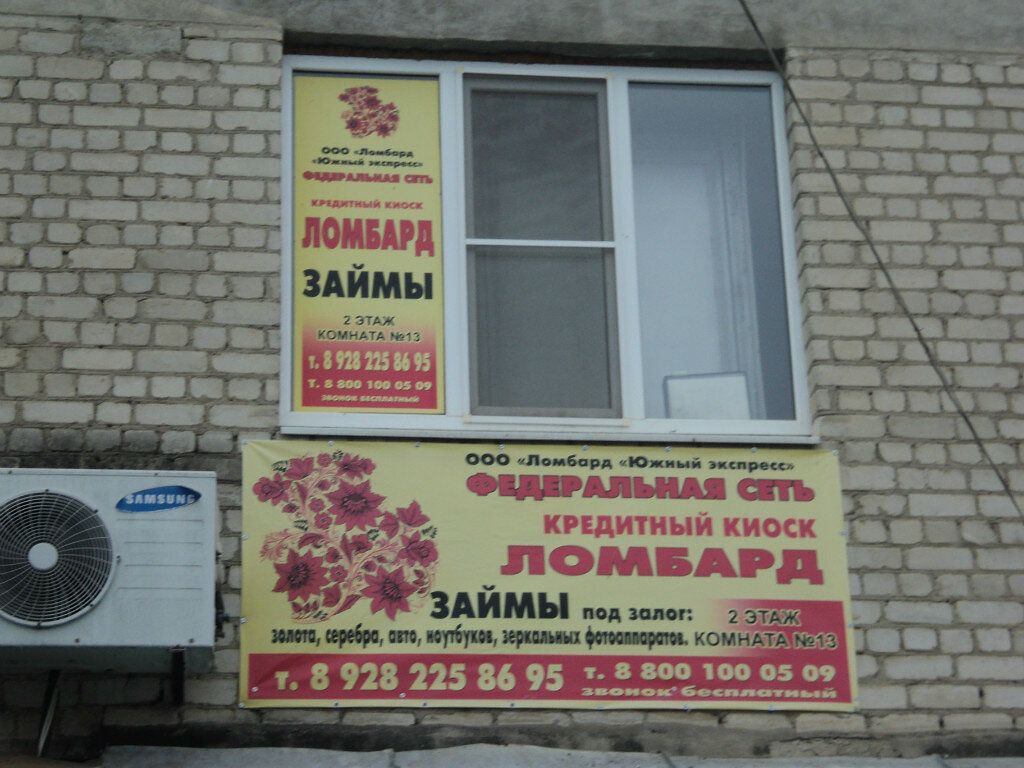 ООО «Ломбард
«Южный экспресс»
ФЕДЕРАЛЬНАЯ СЕТЬ
КРЕДИТНЫЙ КИОСК
ЛОМБАРД
ЗАЙМЫ
2 ЭТАЖ
КОМНАТА №13
т. 8 928 225 86 95
т. 8 800 100 05 09
звонок бесплатный
SAMSUNG
ООО «Ломбард «Южный экспресс»
ФЕДЕРАЛЬНАЯ СЕТЬ
КРЕДИТНЫЙ КИОСК
ЛОМБАРД
ЗАЙМЫ под залог:
золота, серебра, авто, ноутбуков, зеркальных фотоаппаратов.
2 ЭТАЖ
КОМНАТА №13
т. 8 928 225 86 95
т. 8 800 100 05 09
звонок бесплатный